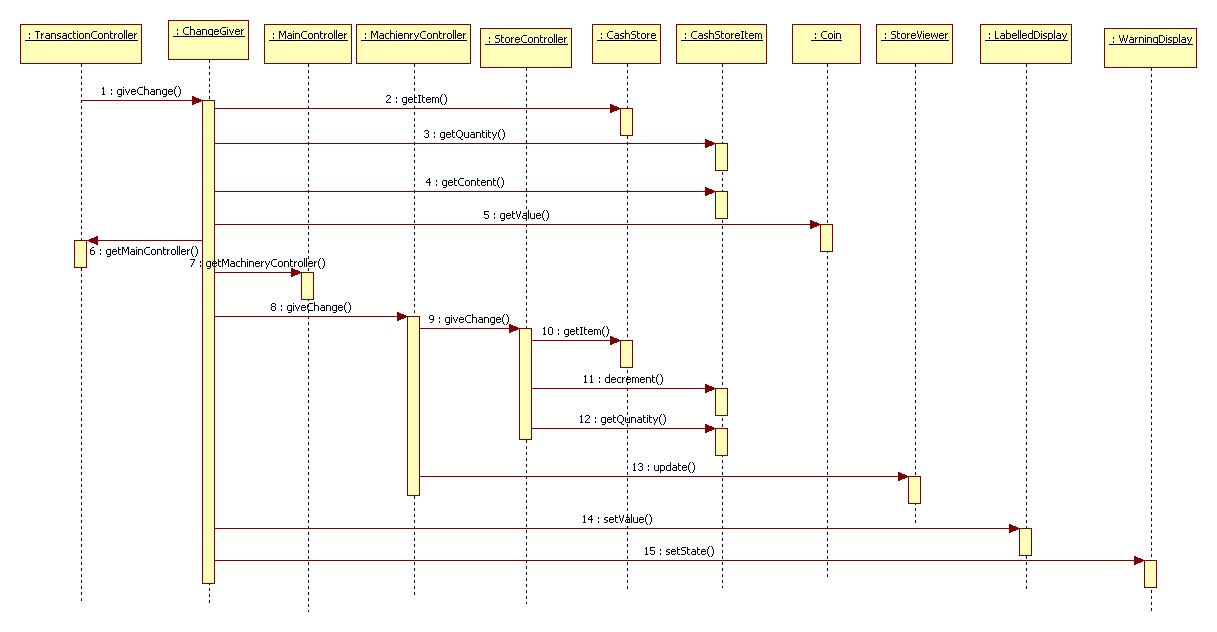 : TransactionController
: ChangeGiver
: MainController
: MachienryController
: StoreController
: CashStore
: CashStoreItem
: Coin
: StoreViewer
: LabelledDisplay
: WarningDisplay
1 : giveChange()
2 : getItem()
3 : getQuantity()
4 : getContent()
5 : getValue()
6 : getMainController()
7 : getMachineryController()
8 : giveChange()
9 : giveChange()
10 : getItem()
11 : decrement()
12 : getQunatity()
13 : update()
14 : setValue()
15 : setState()